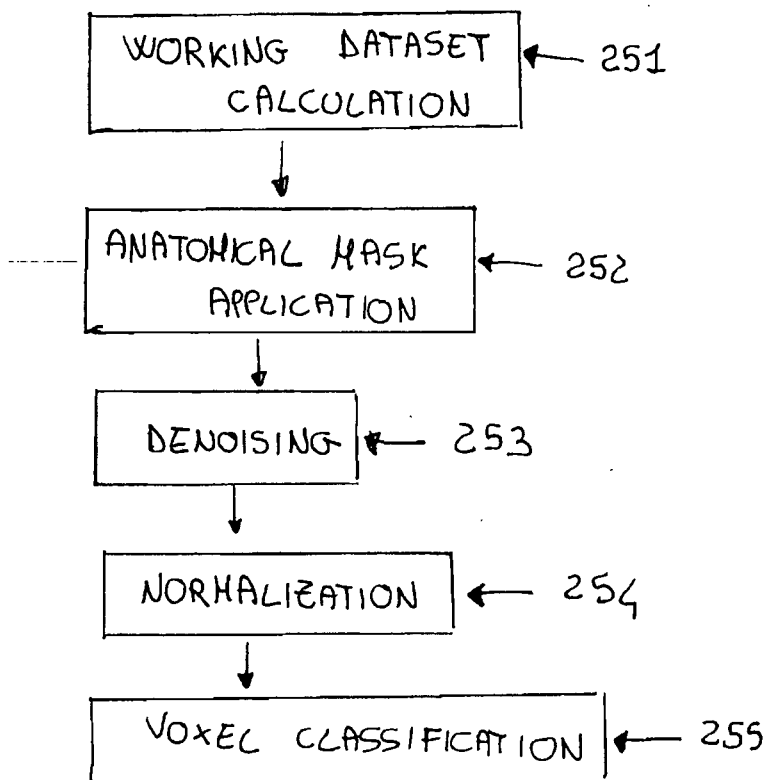 WORKING DATASET
CALCULATION
251
ANATOMICAL MASK
APPLICATION
252
DENOISING
253
NORMALIZATION
254
VOXEL CLASSIFICATION
255